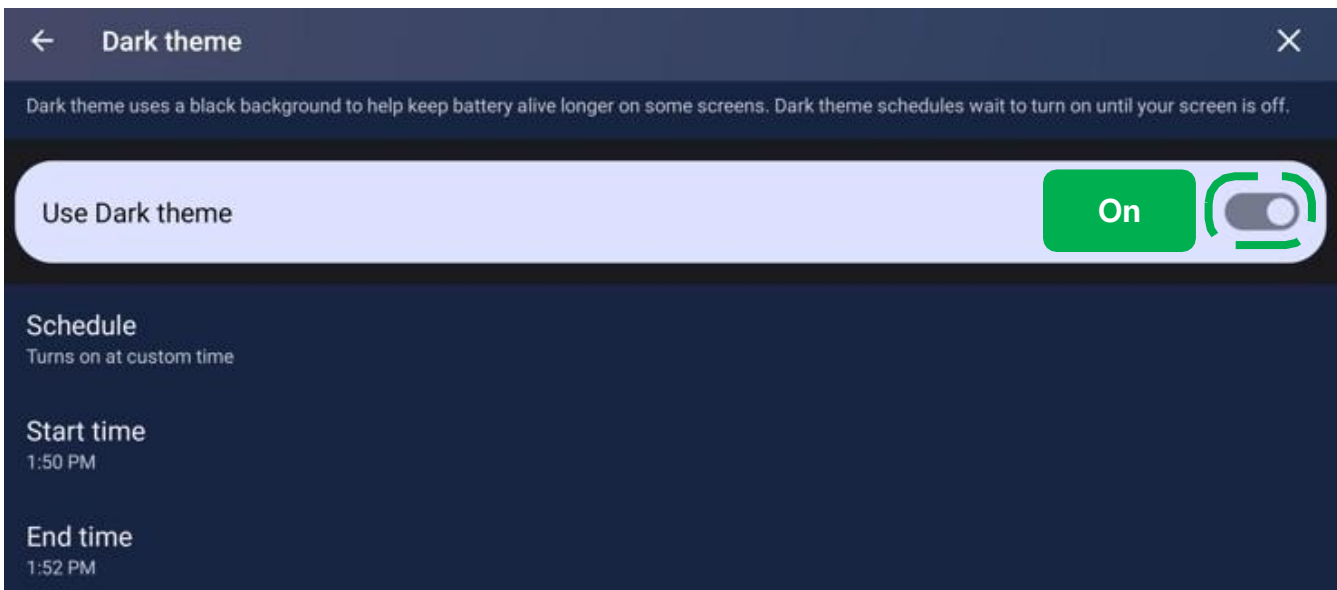 Dark theme
Dark theme uses a black background to help keep battery alive longer on some screens. Dark theme schedules wait to turn on until your screen is off.
Use Dark theme
On
Schedule
Turns on at custom time
Start time
1:50 PM
End time
1:52 PM